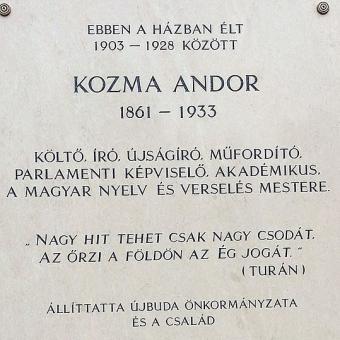 EBBEN A HÁZBAN ÉLT
1903 – 1928 KÖZÖTT
KOZMA ANDOR
1861 – 1933
KÖLTŐ, ÍRÓ, ÚJSÁGÍRÓ, MŰFORDÍTÓ,
PARLAMENTI KÉPVISELŐ, AKADÉMIKUS,
A MAGYAR NYELV ÉS VERSELÉS MESTERE.
„NAGY HIT TEHET CSAK NAGY CSODÁT,
AZ ŐRZI A FÖLDÖN AZ ÉG JOGÁT.”
(TURÁN)
ÁLLÍTTATTA ÚJBUDA ÖNKORMÁNYZATA
ÉS A CSALÁD